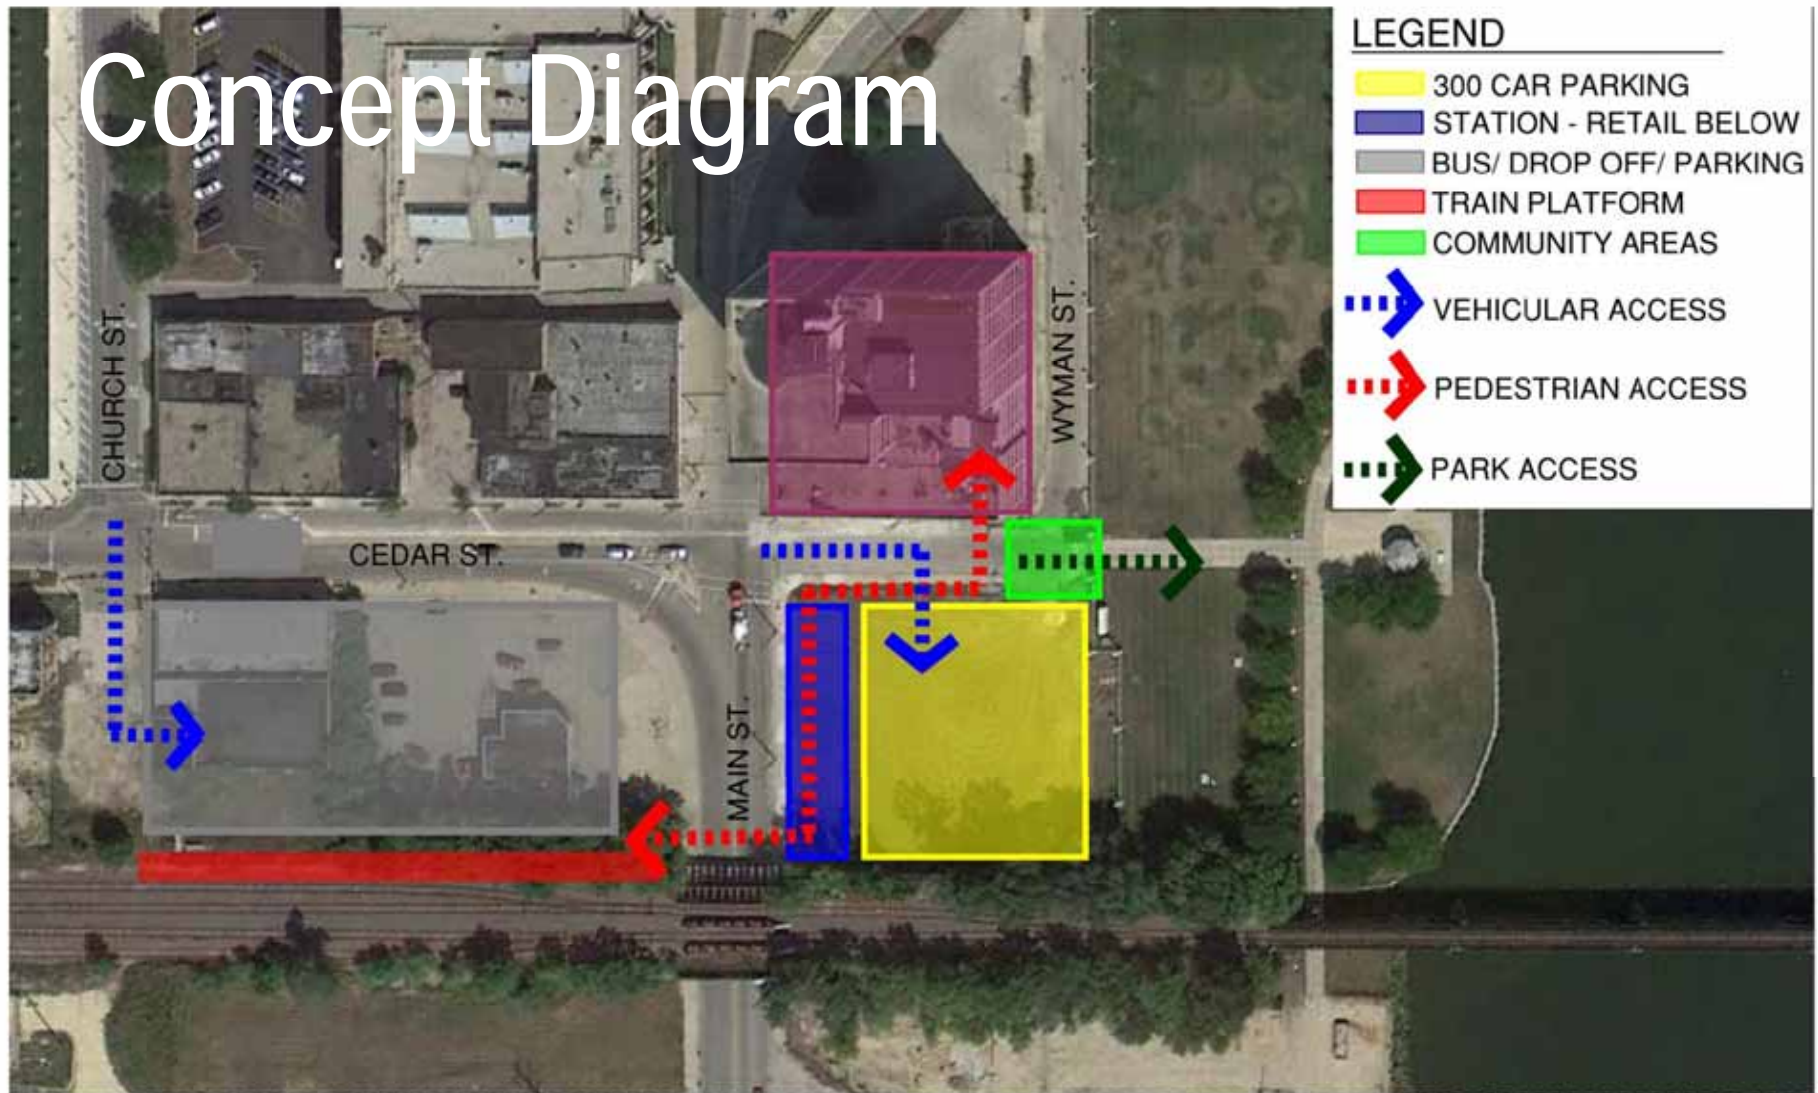 Concept Diagram
LEGEND
300 CAR PARKING
STATION - RETAIL BELOW
BUS/ DROP OFF/ PARKING
TRAIN PLATFORM
COMMUNITY AREAS
VEHICULAR ACCESS
PEDESTRIAN ACCESS
PARK ACCESS
CHURCH ST.
WYMAN ST.
CEDAR ST.
MAIN ST.